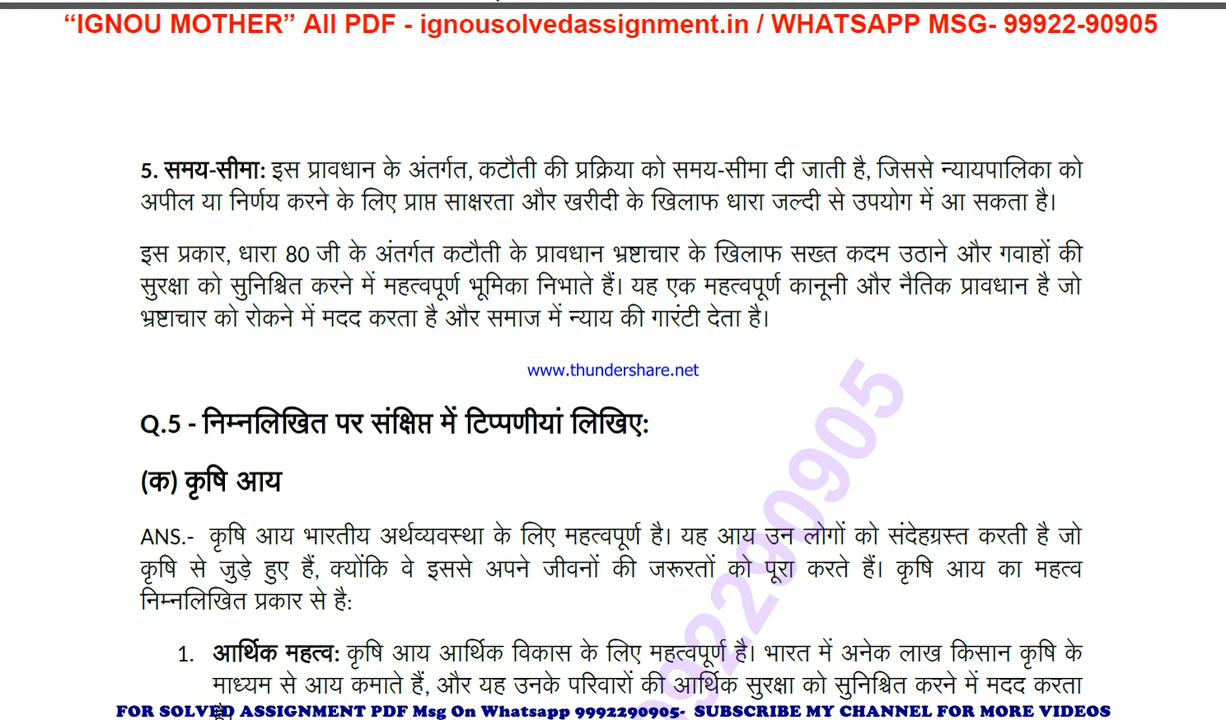 “IGNOU MOTHER” All PDF - ignousolvedassignment.in / WHATSAPP MSG- 99922-90905
5. समय-सीमा: इस प्रावधान के अंतर्गत, कटौती की प्रक्रिया को समय-सीमा दी जाती है, जिससे न्यायपालिका को
अपील या निर्णय करने के लिए प्राप्त साक्षरता और खरीदी के खिलाफ धारा जल्दी से उपयोग में आ सकता है।
इस प्रकार, धारा 80 जी के अंतर्गत कटौती के प्रावधान भ्रष्टाचार के खिलाफ सख्त कदम उठाने और गवाहों की
सुरक्षा को सुनिश्चित करने में महत्वपूर्ण भूमिका निभाते हैं। यह एक महत्वपूर्ण कानूनी और नैतिक प्रावधान है जो
भ्रष्टाचार को रोकने में मदद करता है और समाज में न्याय की गारंटी देता है।
www.thundershare.net
Q.5 - निम्नलिखित पर संक्षिप्त में टिप्पणीयां लिखिए:
(क) कृषि आय
ANS.- कृषि आय भारतीय अर्थव्यवस्था के लिए महत्वपूर्ण है। यह आय उन लोगों को संदेहग्रस्त करती है जो
कृषि से जुड़े हुए हैं, क्योंकि वे इससे अपने जीवनों की जरूरतों को पूरा करते हैं। कृषि आय का महत्व
निम्नलिखित प्रकार से है:
1. आर्थिक महत्व: कृषि आय आर्थिक विकास के लिए महत्वपूर्ण है। भारत में अनेक लाख किसान कृषि के
माध्यम से आय कमाते हैं, और यह उनके परिवारों की आर्थिक सुरक्षा को सुनिश्चित करने में मदद करता
FOR SOLVED ASSIGNMENT PDF Msg On Whatsapp 9992290905- SUBSCRIBE MY CHANNEL FOR MORE VIDEOS